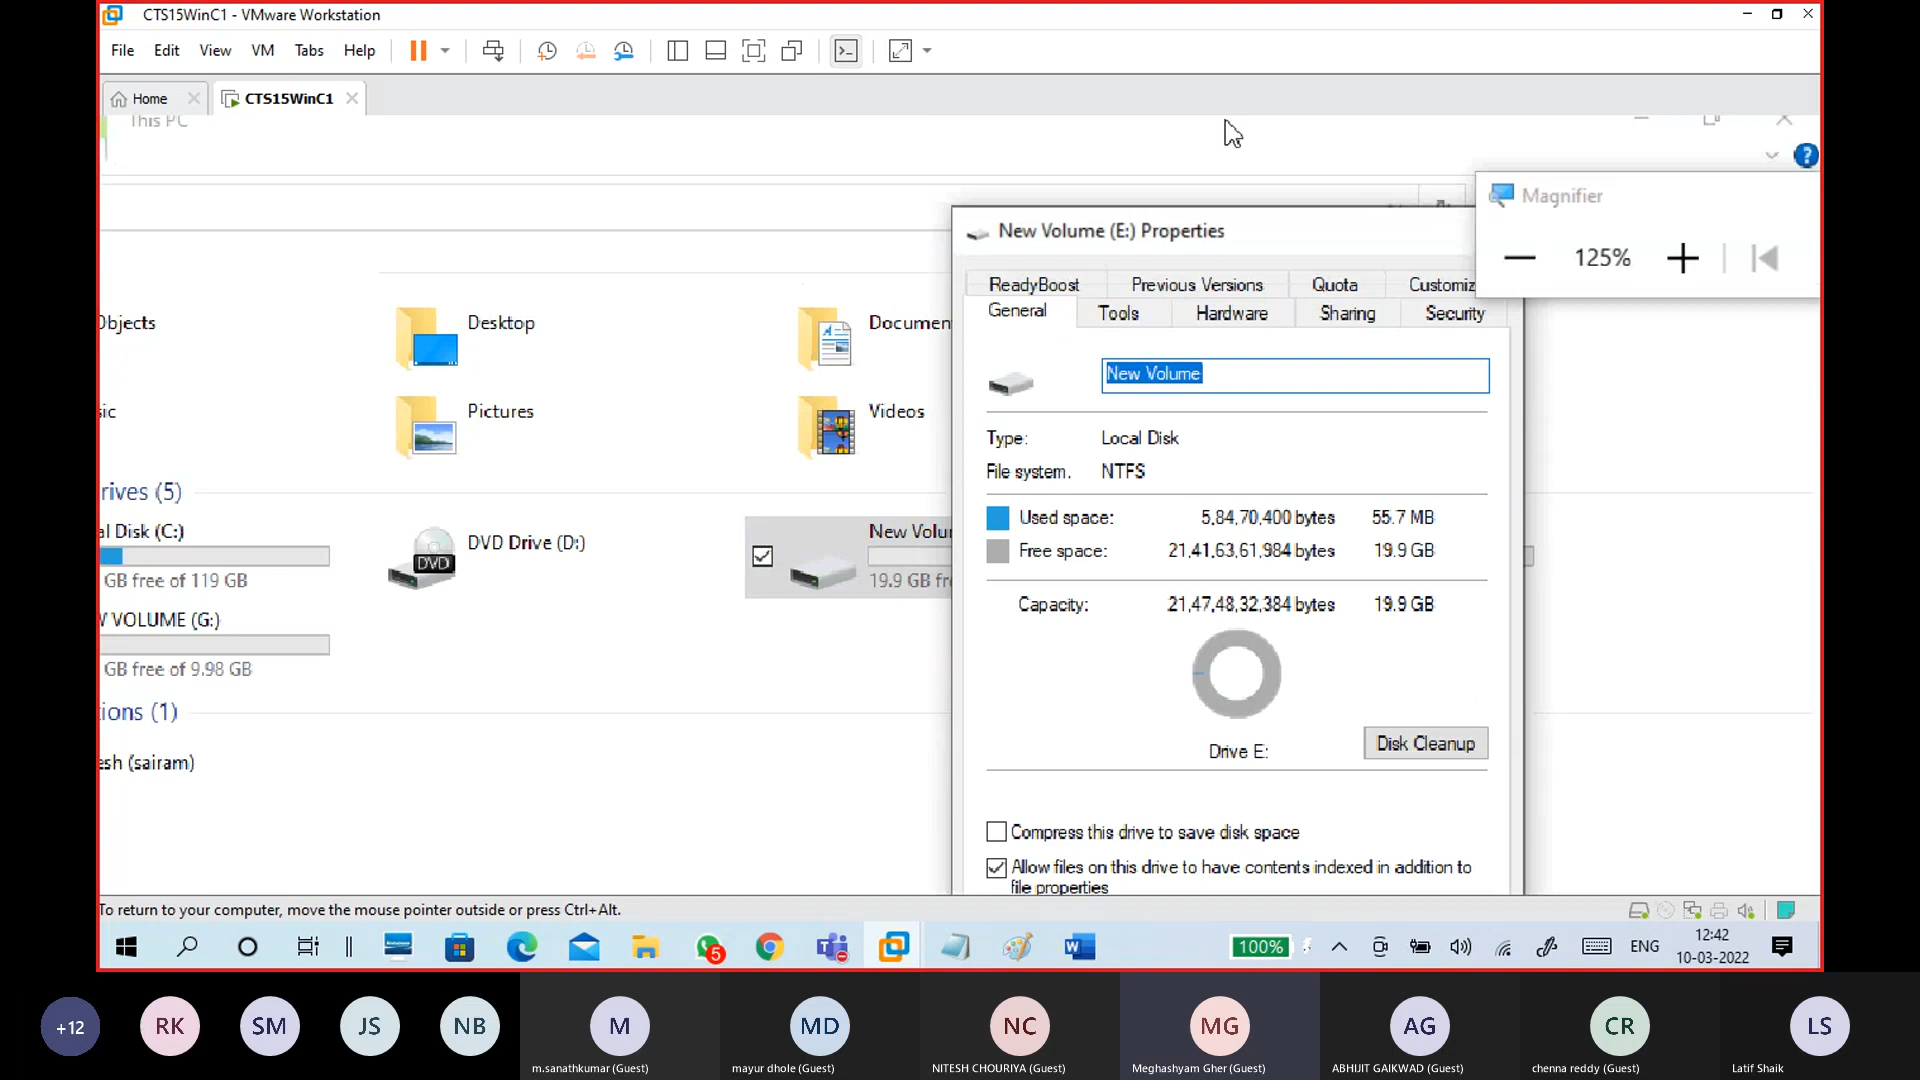 CTS15WinC1 - VMware Workstation
File Edit View VM Tabs Help
Home CTS15WinC1
This PC
Magnifier
125%
New Volume (E:) Properties
ReadyBoost Previous Versions Quota Customiz
General Tools Hardware Sharing Security
Objects Desktop Documen
New Volume
sic Pictures Videos
Type: Local Disk
File system: NTFS
rives (5)
Used space: 5,84,70,400 bytes 55.7 MB
Free space: 21,41,63,61,984 bytes 19.9 GB
al Disk (C:)
GB free of 119 GB
DVD Drive (D:)
DVD
New Volu
19.9 GB fr
Capacity: 21,47,48,32,384 bytes 19.9 GB
W VOLUME (G:)
GB free of 9.98 GB
tions (1)
esh (sairam)
Drive E:
Disk Cleanup
Compress this drive to save disk space
Allow files on this drive to have contents indexed in addition to
file properties
To return to your computer, move the mouse pointer outside or press Ctrl+Alt.
5
100%
ENG
12:42
10-03-2022
+12 RK SM JS NB M MD NC MG AG CR LS
m.sanathkumar (Guest) mayur dhole (Guest) NITESH CHOURIYA (Guest) Meghashyam Gher (Guest) ABHIJIT GAIKWAD (Guest) chenna reddy (Guest) Latif Shaik